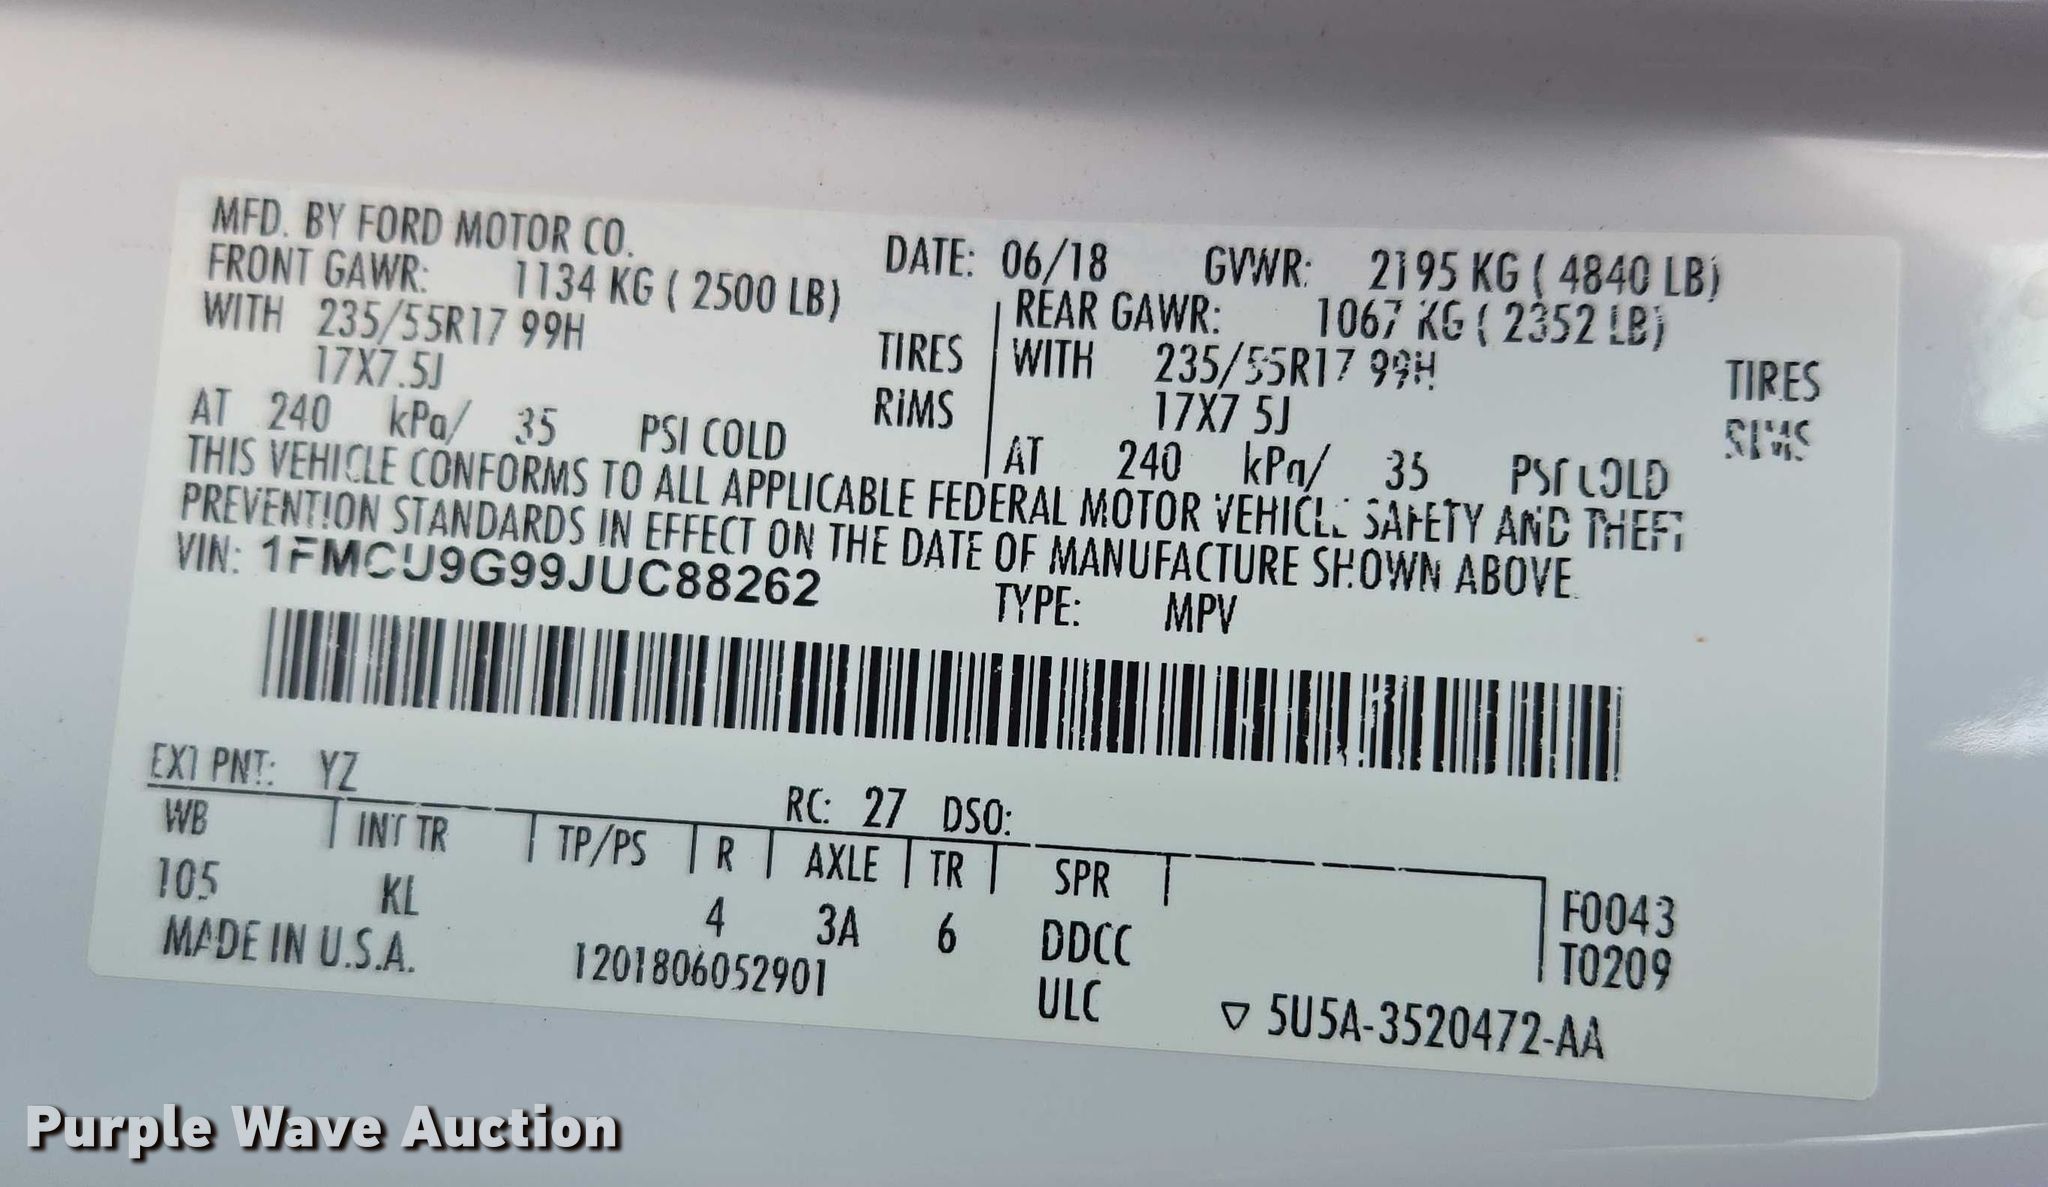 MFD. BY FORD MOTOR CO.
DATE: 06/18 GVWR: 2195 KG ( 4840 LB)
FRONT GAWR: 1134 KG ( 2500 LB)
WITH 235/55R17 99H TIRES
17X7.5J RIMS
AT 240 kPa/ 35 PSI COLD
REAR GAWR: 1067 KG ( 2352 LB)
WITH 235/55R17 99H TIRES
17X7.5J RIMS
AT 240 kPa/ 35 PSI COLD
THIS VEHICLE CONFORMS TO ALL APPLICABLE FEDERAL MOTOR VEHICLE SAFETY AND THEFT
PREVENTION STANDARDS IN EFFECT ON THE DATE OF MANUFACTURE SHOWN ABOVE.
VIN: 1FMCU9G99JUC88262
TYPE: MPV
EXT PNT: YZ RC: 27 DSO:
WB INT TR TP/PS R AXLE TR SPR
105 KL 4 3A 6 DDCC
F0043
T0209
MADE IN U.S.A. 1201806052901 ULC
▽ 5U5A-3520472-AA
Purple Wave Auction